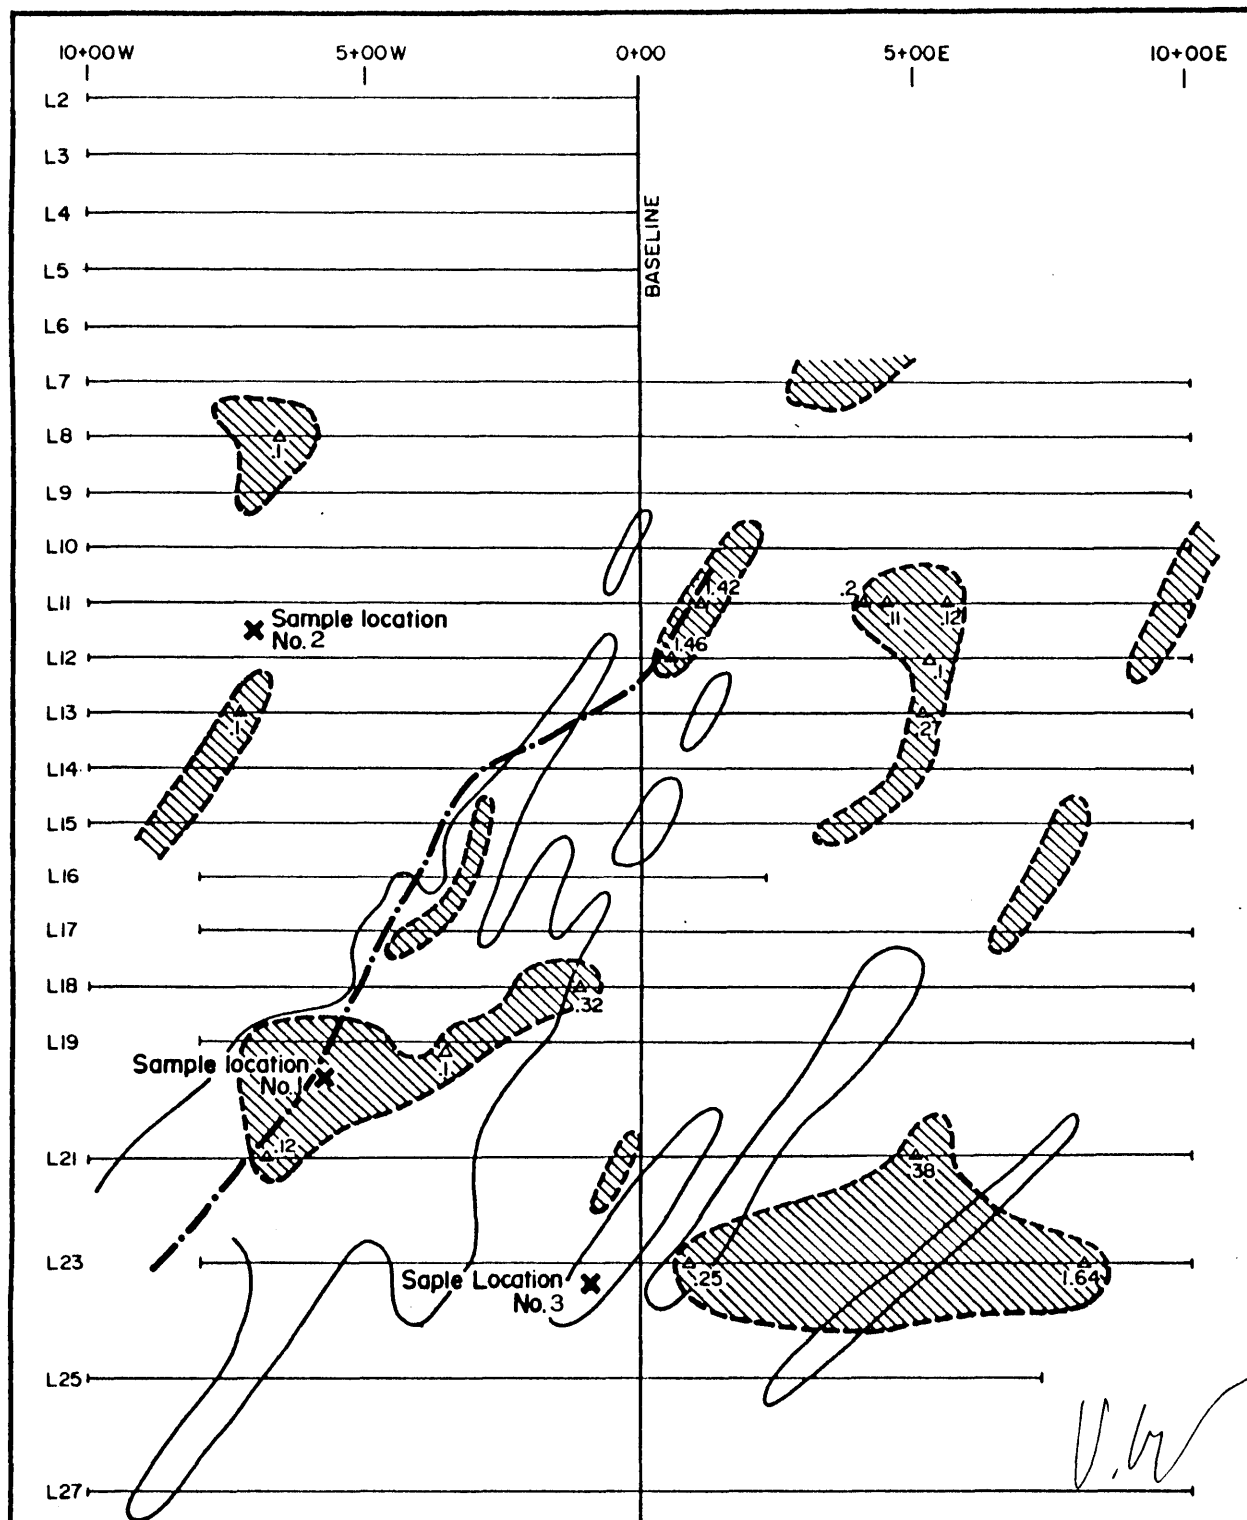 10+00W 5+00W 0+00 5+00E 10+00E
L2
L3
L4
L5
L6
BASELINE
L7
L8
.1
L9
L10
L11
1.42
.2
.11
.12
Sample location
No. 2
L12
1.46
.1
L13
.1
.27
L14
L15
L16
L17
L18
.32
L19
.1
Sample location
No. 1
L21
.12
.38
L23
.25
1.64
Saple Location
No. 3
L25
L27